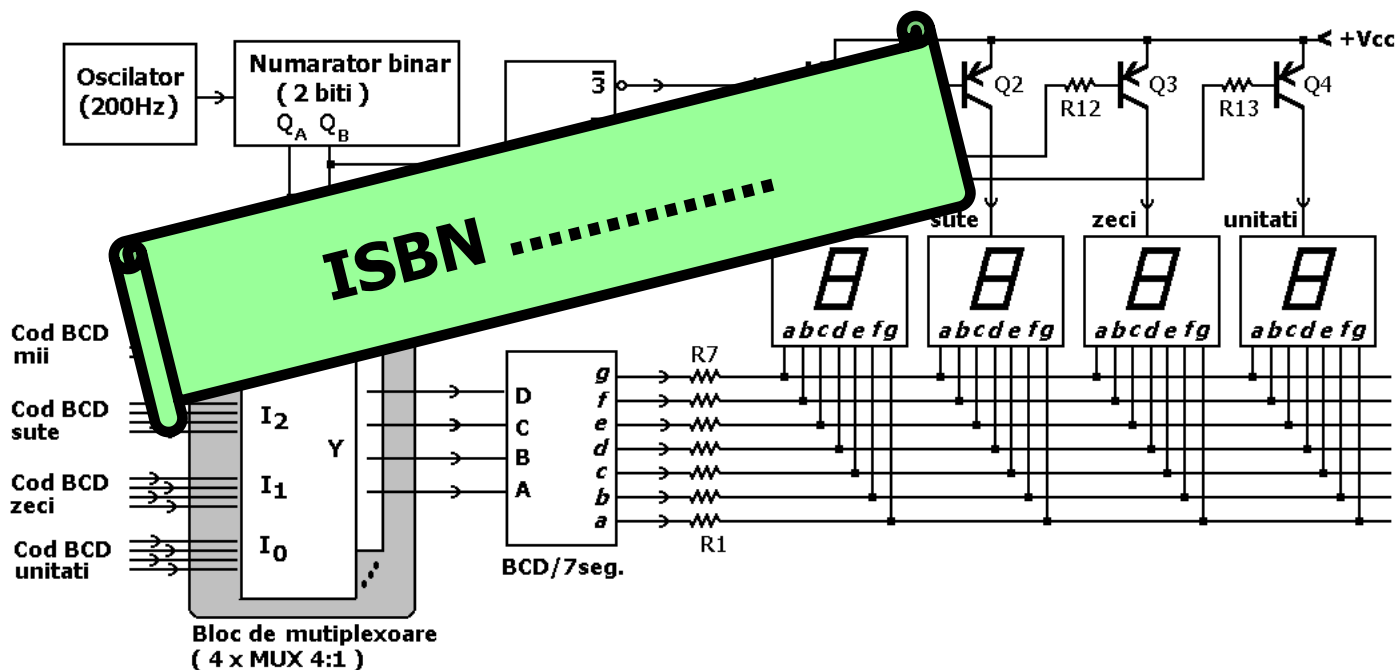 +Vcc
Oscilator
(200Hz)
Numarator binar
( 2 biti )
QA QB
3
Q2
Q3
Q4
R12
R13
ISBN ................
sute
zeci
unitati
abcdefg
abcdefg
abcdefg
abcdefg
Cod BCD
mii
Cod BCD
sute
Cod BCD
zeci
Cod BCD
unitati
I2
I1
I0
Y
D
C
B
A
g
f
e
d
c
b
a
R7
R1
BCD/7seg.
Bloc de mutiplexoare
( 4 x MUX 4:1 )